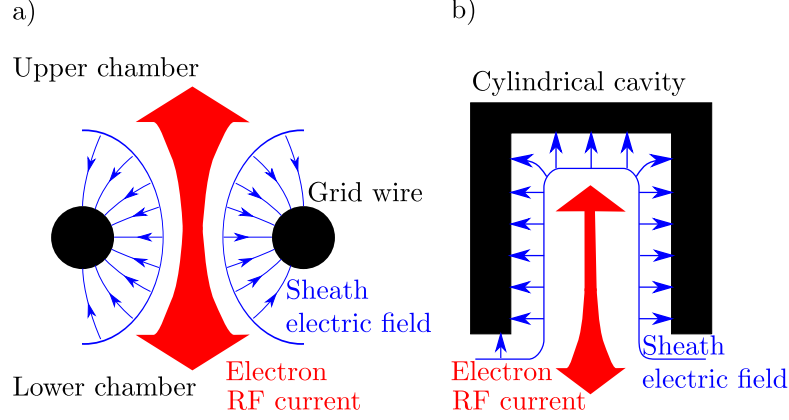 a)
Upper chamber
Grid wire
Sheath
electric field
Lower chamber
Electron
RF current
b)
Cylindrical cavity
Electron
RF current
Sheath
electric field